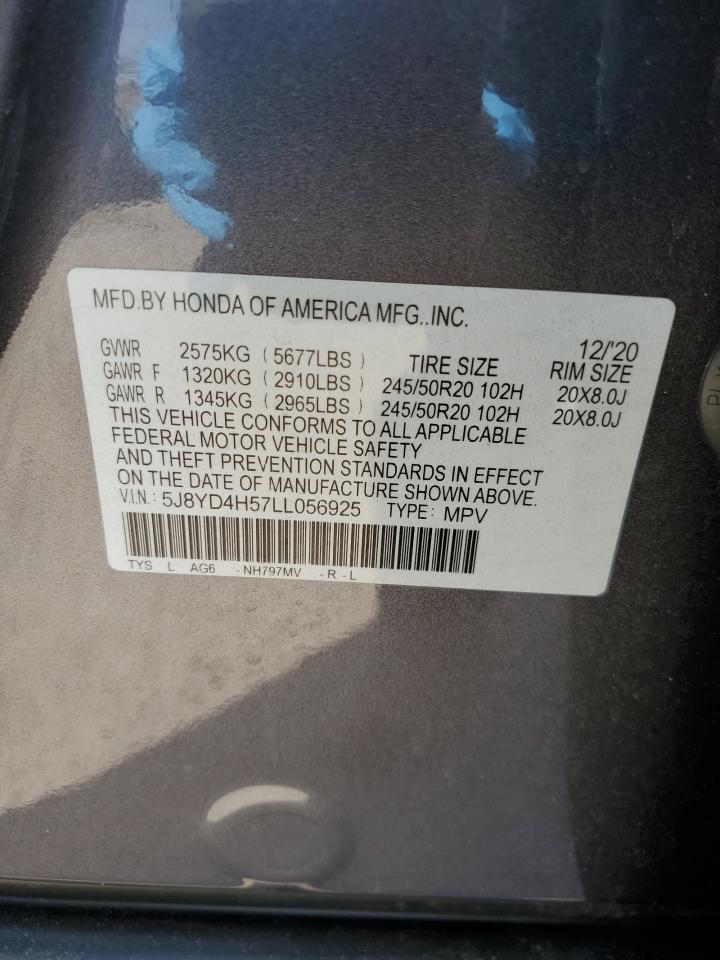 MFD.BY HONDA OF AMERICA MFG.,INC.
12/'20
GVWR 2575KG (5677LBS) TIRE SIZE RIM SIZE
GAWR F 1320KG (2910LBS) 245/50R20 102H 20X8.0J
GAWR R 1345KG (2965LBS) 245/50R20 102H 20X8.0J
THIS VEHICLE CONFORMS TO ALL APPLICABLE
FEDERAL MOTOR VEHICLE SAFETY
AND THEFT PREVENTION STANDARDS IN EFFECT
ON THE DATE OF MANUFACTURE SHOWN ABOVE.
V.I.N.: 5J8YD4H57LL056925 TYPE: MPV
TYS L AG6 -NH797MV -R -L